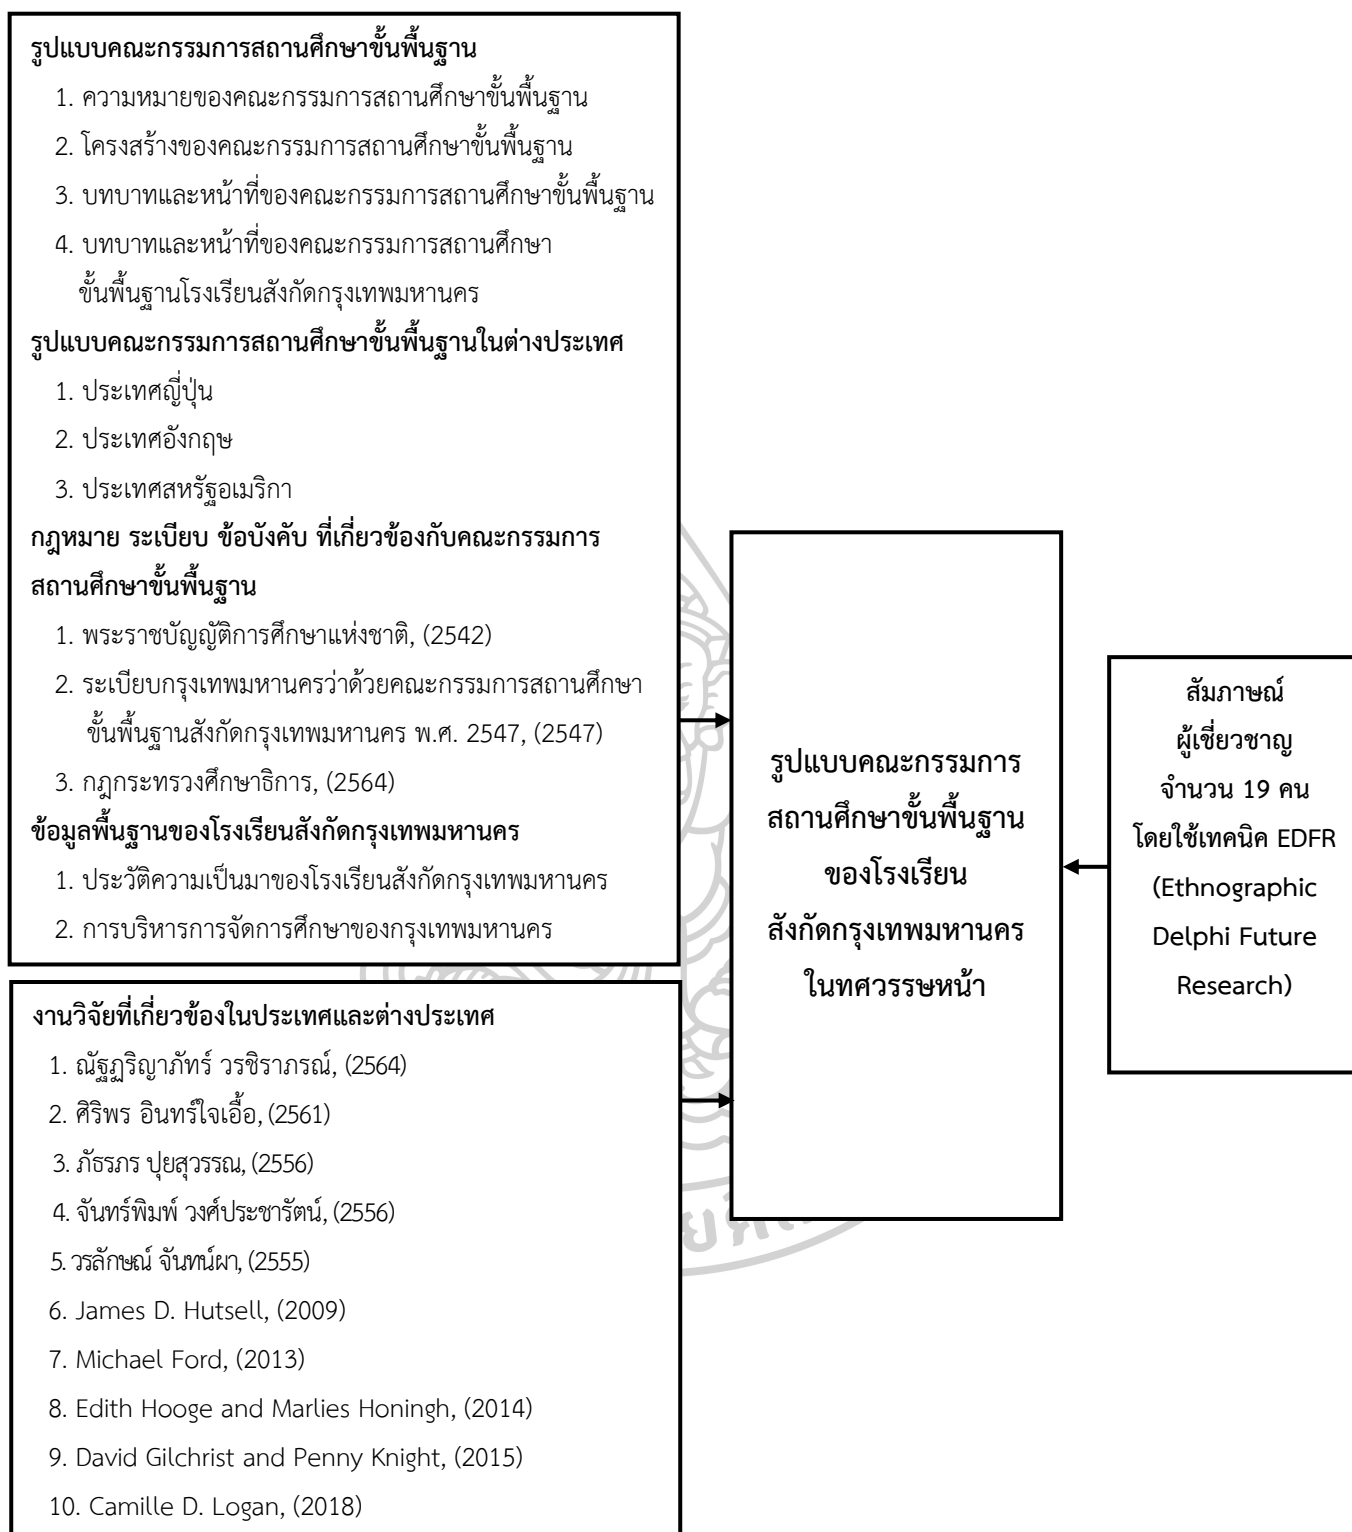 รูปแบบคณะกรรมการสถานศึกษาขั้นพื้นฐาน
1. ความหมายของคณะกรรมการสถานศึกษาขั้นพื้นฐาน
2. โครงสร้างของคณะกรรมการสถานศึกษาขั้นพื้นฐาน
3. บทบาทและหน้าที่ของคณะกรรมการสถานศึกษาขั้นพื้นฐาน
4. บทบาทและหน้าที่ของคณะกรรมการสถานศึกษา
ขั้นพื้นฐานโรงเรียนสังกัดกรุงเทพมหานคร
รูปแบบคณะกรรมการสถานศึกษาขั้นพื้นฐานในต่างประเทศ
1. ประเทศญี่ปุ่น
2. ประเทศอังกฤษ
3. ประเทศสหรัฐอเมริกา
กฎหมาย ระเบียบ ข้อบังคับ ที่เกี่ยวข้องกับคณะกรรมการ
สถานศึกษาขั้นพื้นฐาน
1. พระราชบัญญัติการศึกษาแห่งชาติ, (2542)
2. ระเบียบกรุงเทพมหานครว่าด้วยคณะกรรมการสถานศึกษา
ขั้นพื้นฐานสังกัดกรุงเทพมหานคร พ.ศ. 2547, (2547)
3. กฎกระทรวงศึกษาธิการ, (2564)
ข้อมูลพื้นฐานของโรงเรียนสังกัดกรุงเทพมหานคร
1. ประวัติความเป็นมาของโรงเรียนสังกัดกรุงเทพมหานคร
2. การบริหารการจัดการศึกษาของกรุงเทพมหานคร
งานวิจัยที่เกี่ยวข้องในประเทศและต่างประเทศ
1. ณัฐฏริญาภัทร์ วรชิราภรณ์, (2564)
2. ศิริพร อินทร์ใจเอื้อ, (2561)
3. ภัธรภร ปุยสุวรรณ, (2556)
4. จันทร์พิมพ์ วงศ์ประชารัตน์, (2556)
5. วรลักษณ์ จันทน์ผา, (2555)
6. James D. Hutsell, (2009)
7. Michael Ford, (2013)
8. Edith Hooge and Marlies Honingh, (2014)
9. David Gilchrist and Penny Knight, (2015)
10. Camille D. Logan, (2018)
รูปแบบคณะกรรมการ
สถานศึกษาขั้นพื้นฐาน
ของโรงเรียน
สังกัดกรุงเทพมหานคร
ในทศวรรษหน้า
สัมภาษณ์
ผู้เชี่ยวชาญ
จำนวน 19 คน
โดยใช้เทคนิค EDFR
(Ethnographic
Delphi Future
Research)